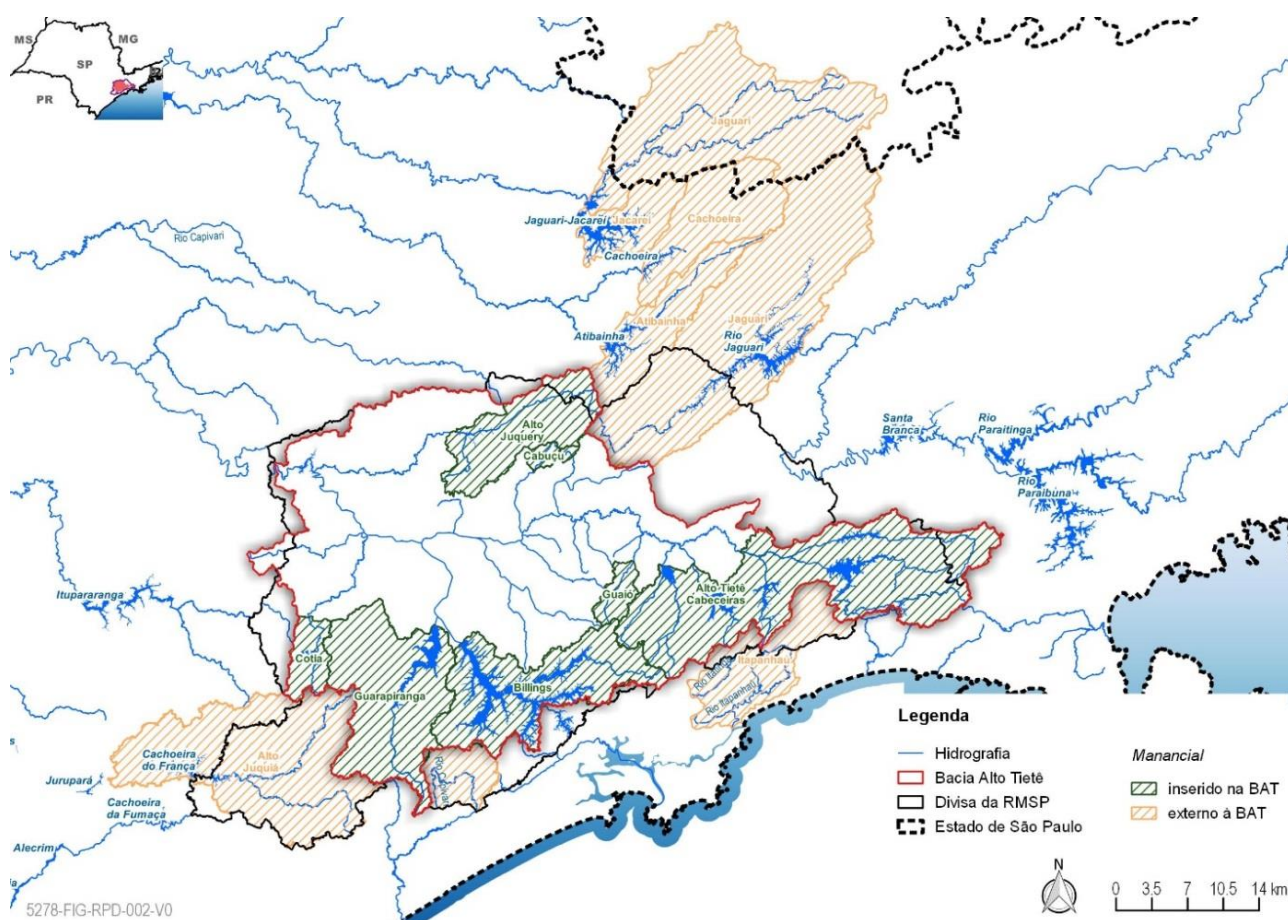 MS
MG
SP
PR
Jaguari
Jaguari-Jacareí
Jacareí
Cachoeira
Cachoeira
Rio Capivari
Atibainha
Atibainha
Jaguari
Rio
Jaguari
Alto
Juquery
Cabuçu
Santa
Branca
Rio
Paraitinga
Rio
Paraibuna
Itupararanga
Guaió
Alto Tietê
Cabeceiras
Cotia
Guarapiranga
Billings
Itapanhaú
Rio Itapanhaú
Cachoeira
do França
Alto
Juquiá
Jurupará
Cachoeira
da Fumaça
Rio Capivari
Alecrim
Legenda
Hidrografia
Bacia Alto Tietê
Divisa da RMSP
Estado de São Paulo
Manancial
inserido na BAT
externo à BAT
N
0 3.5 7 10.5 14 km
5278-FIG-RPD-002-V0